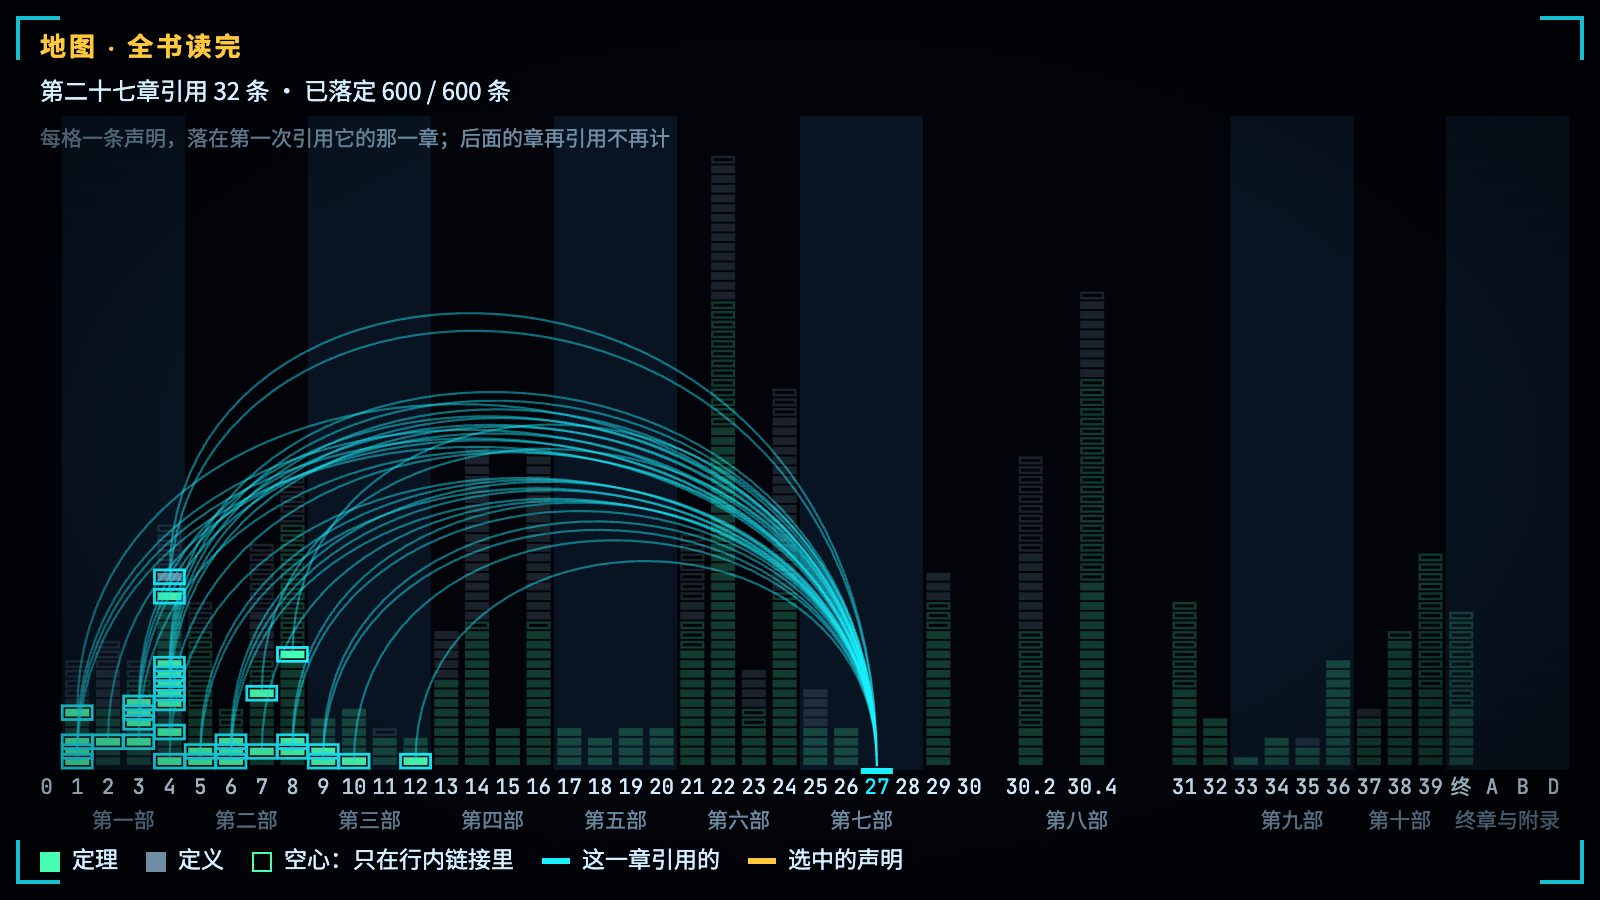 地图 · 全书读完
第二十七章引用 32 条 · 已落定 600 / 600 条
每格一条声明，落在第一次引用它的那一章；后面的章再引用不再计
0 1 2 3 4 5 6 7 8 9 10 11 12 13 14 15 16 17 18 19 20 21 22 23 24 25 26 27 28 29 30 30.2 30.4 31 32 33 34 35 36 37 38 39 终 A B D
第一部 第二部 第三部 第四部 第五部 第六部 第七部 第八部 第九部 第十部 终章与附录
定理 定义 空心：只在行内链接里 这一章引用的 选中的声明